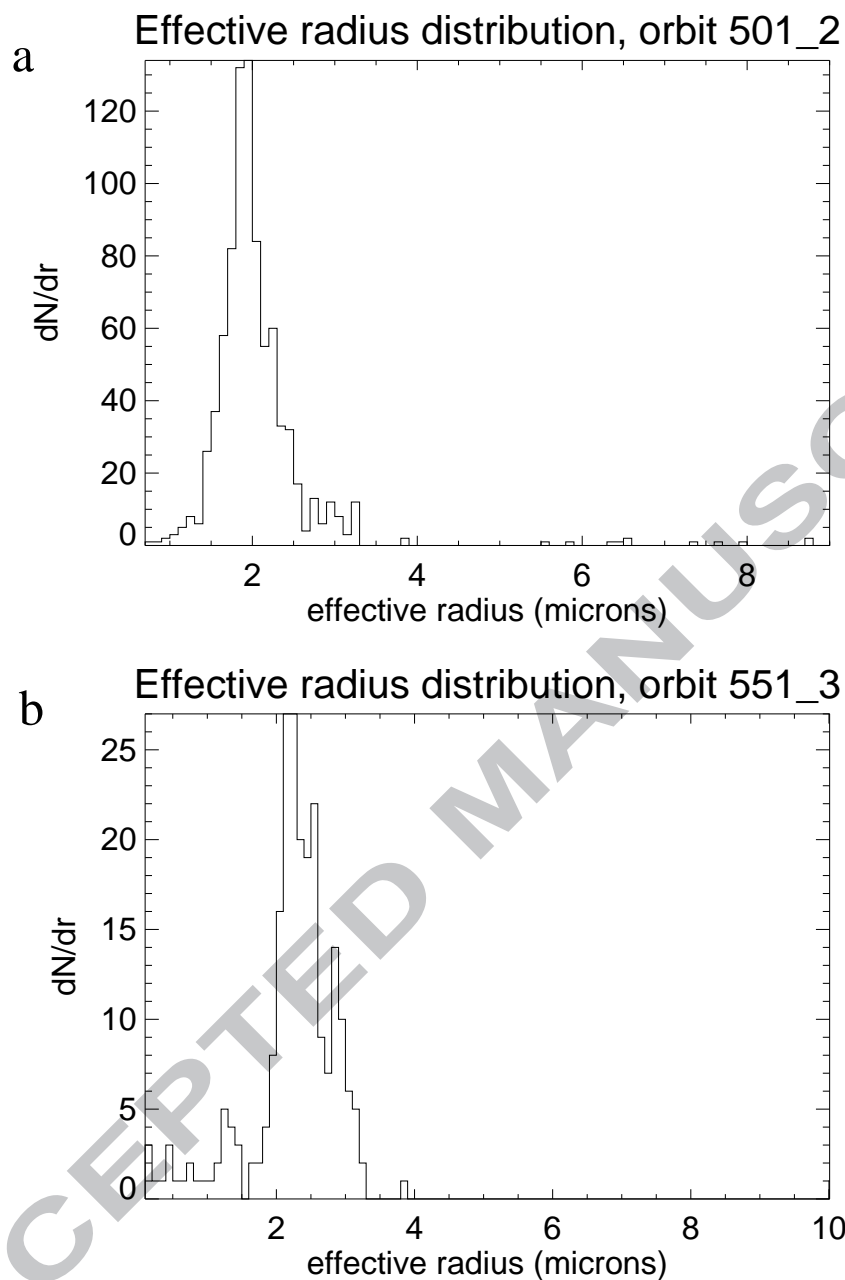 Effective radius distribution, orbit 501_2
a
120
100
80
60
40
20
0
dN/dr
2 4 6 8
effective radius (microns)
Effective radius distribution, orbit 551_3
b
25
20
15
10
5
0
dN/dr
2 4 6 8 10
effective radius (microns)
CEPTED MANUSC